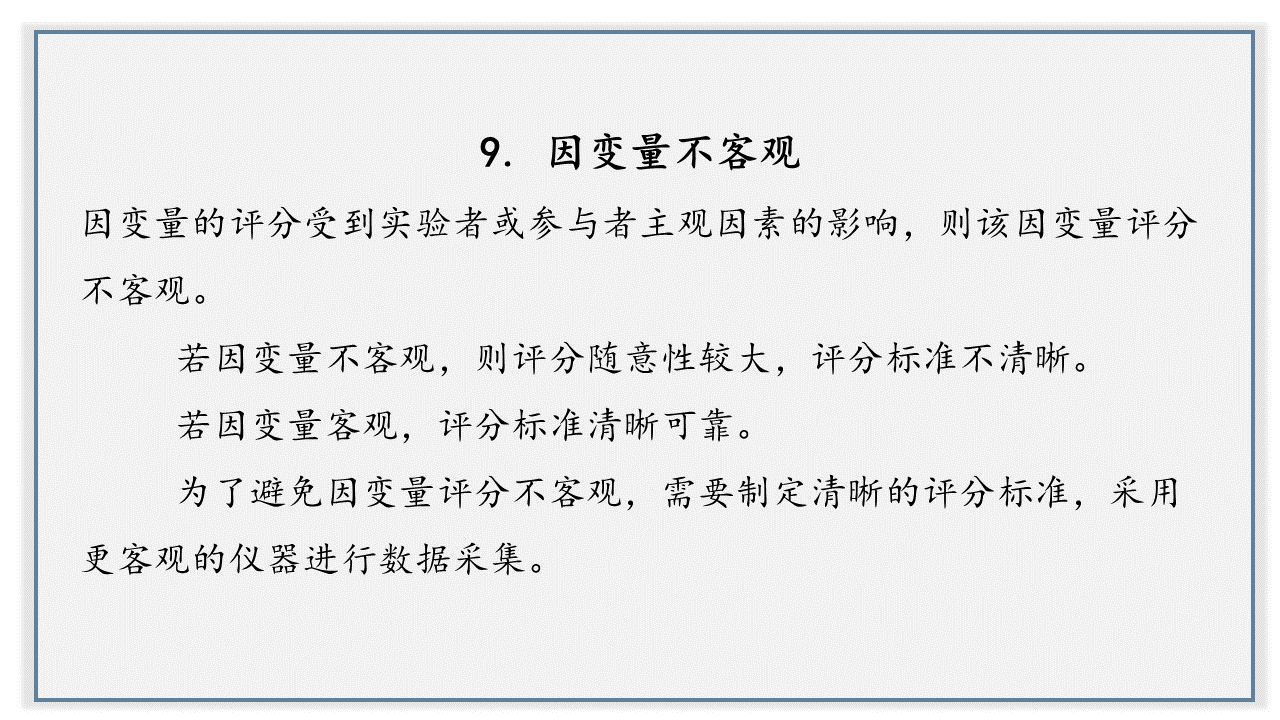 9. 因变量不客观
因变量的评分受到实验者或参与者主观因素的影响，则该因变量评分
不客观。
若因变量不客观，则评分随意性较大，评分标准不清晰。
若因变量客观，评分标准清晰可靠。
为了避免因变量评分不客观，需要制定清晰的评分标准，采用
更客观的仪器进行数据采集。